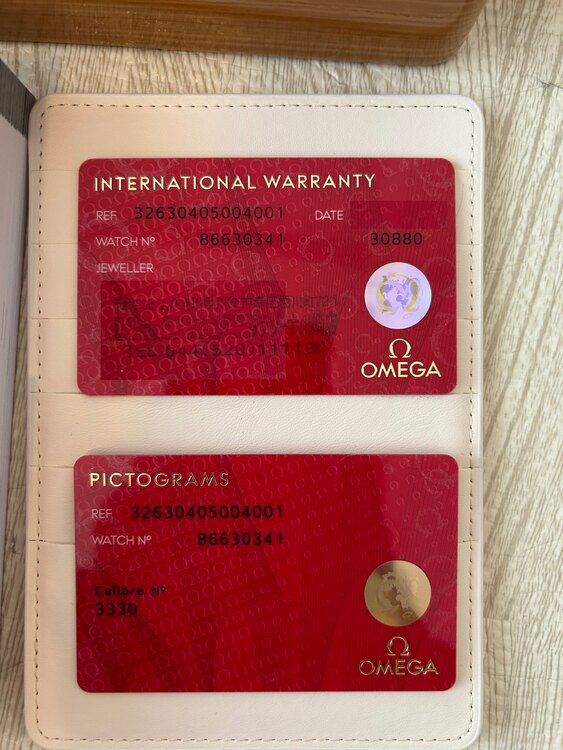 INTERNATIONAL WARRANTY
REF 32630405004001 DATE
WATCH Nº 86630341 30880
JEWELLER
Ω
OMEGA
PICTOGRAMS
REF 32630405004001
WATCH Nº 86630341
Calibre Nº
3330
Ω
OMEGA